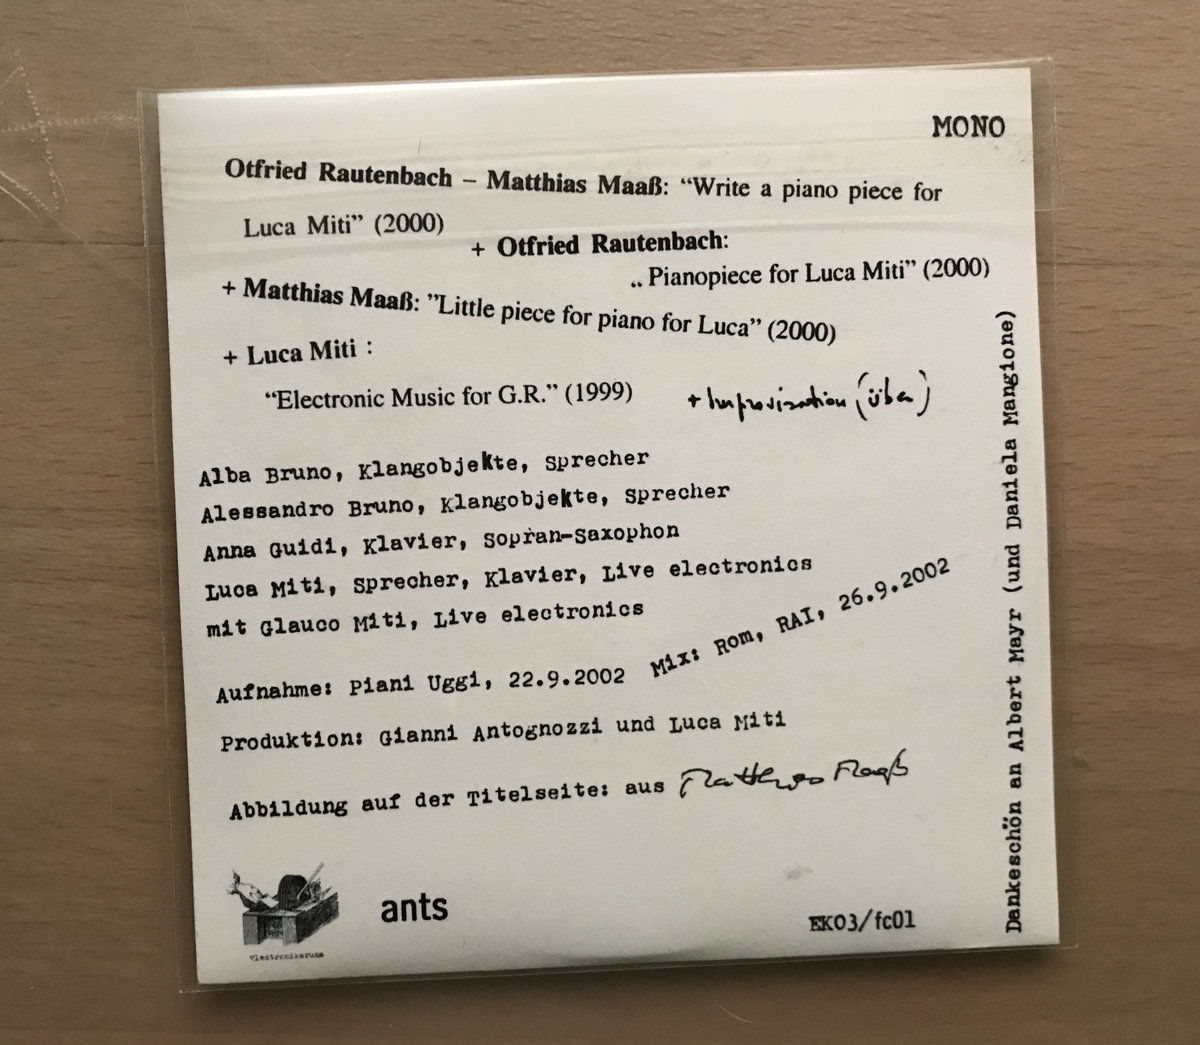 MONO
Otfried Rautenbach – Matthias Maaß: “Write a piano piece for
Luca Miti” (2000)
+ Otfried Rautenbach:
.. Pianopiece for Luca Miti” (2000)
+ Matthias Maaß: ”Little piece for piano for Luca” (2000)
+ Luca Miti :
“Electronic Music for G.R.” (1999)
+ Improvization
Alba Bruno, Klangobjekte, Sprecher
Alessandro Bruno, Klangobjekte, Sprecher
Anna Guidi, Klavier, Sopran-Saxophon
Luca Miti, Sprecher, Klavier, Live electronics
mit Glauco Miti, Live electronics
Aufnahme: Piani Uggi, 22.9.2002
Mix: Rom, RAI, 26.9.2002
Produktion: Gianni Antognozzi und Luca Miti
Abbildung auf der Titelseite: aus Matthias Maaß
ants
EK03/fc01
Dankeschön an Albert Mayr (und Daniela Mangione)